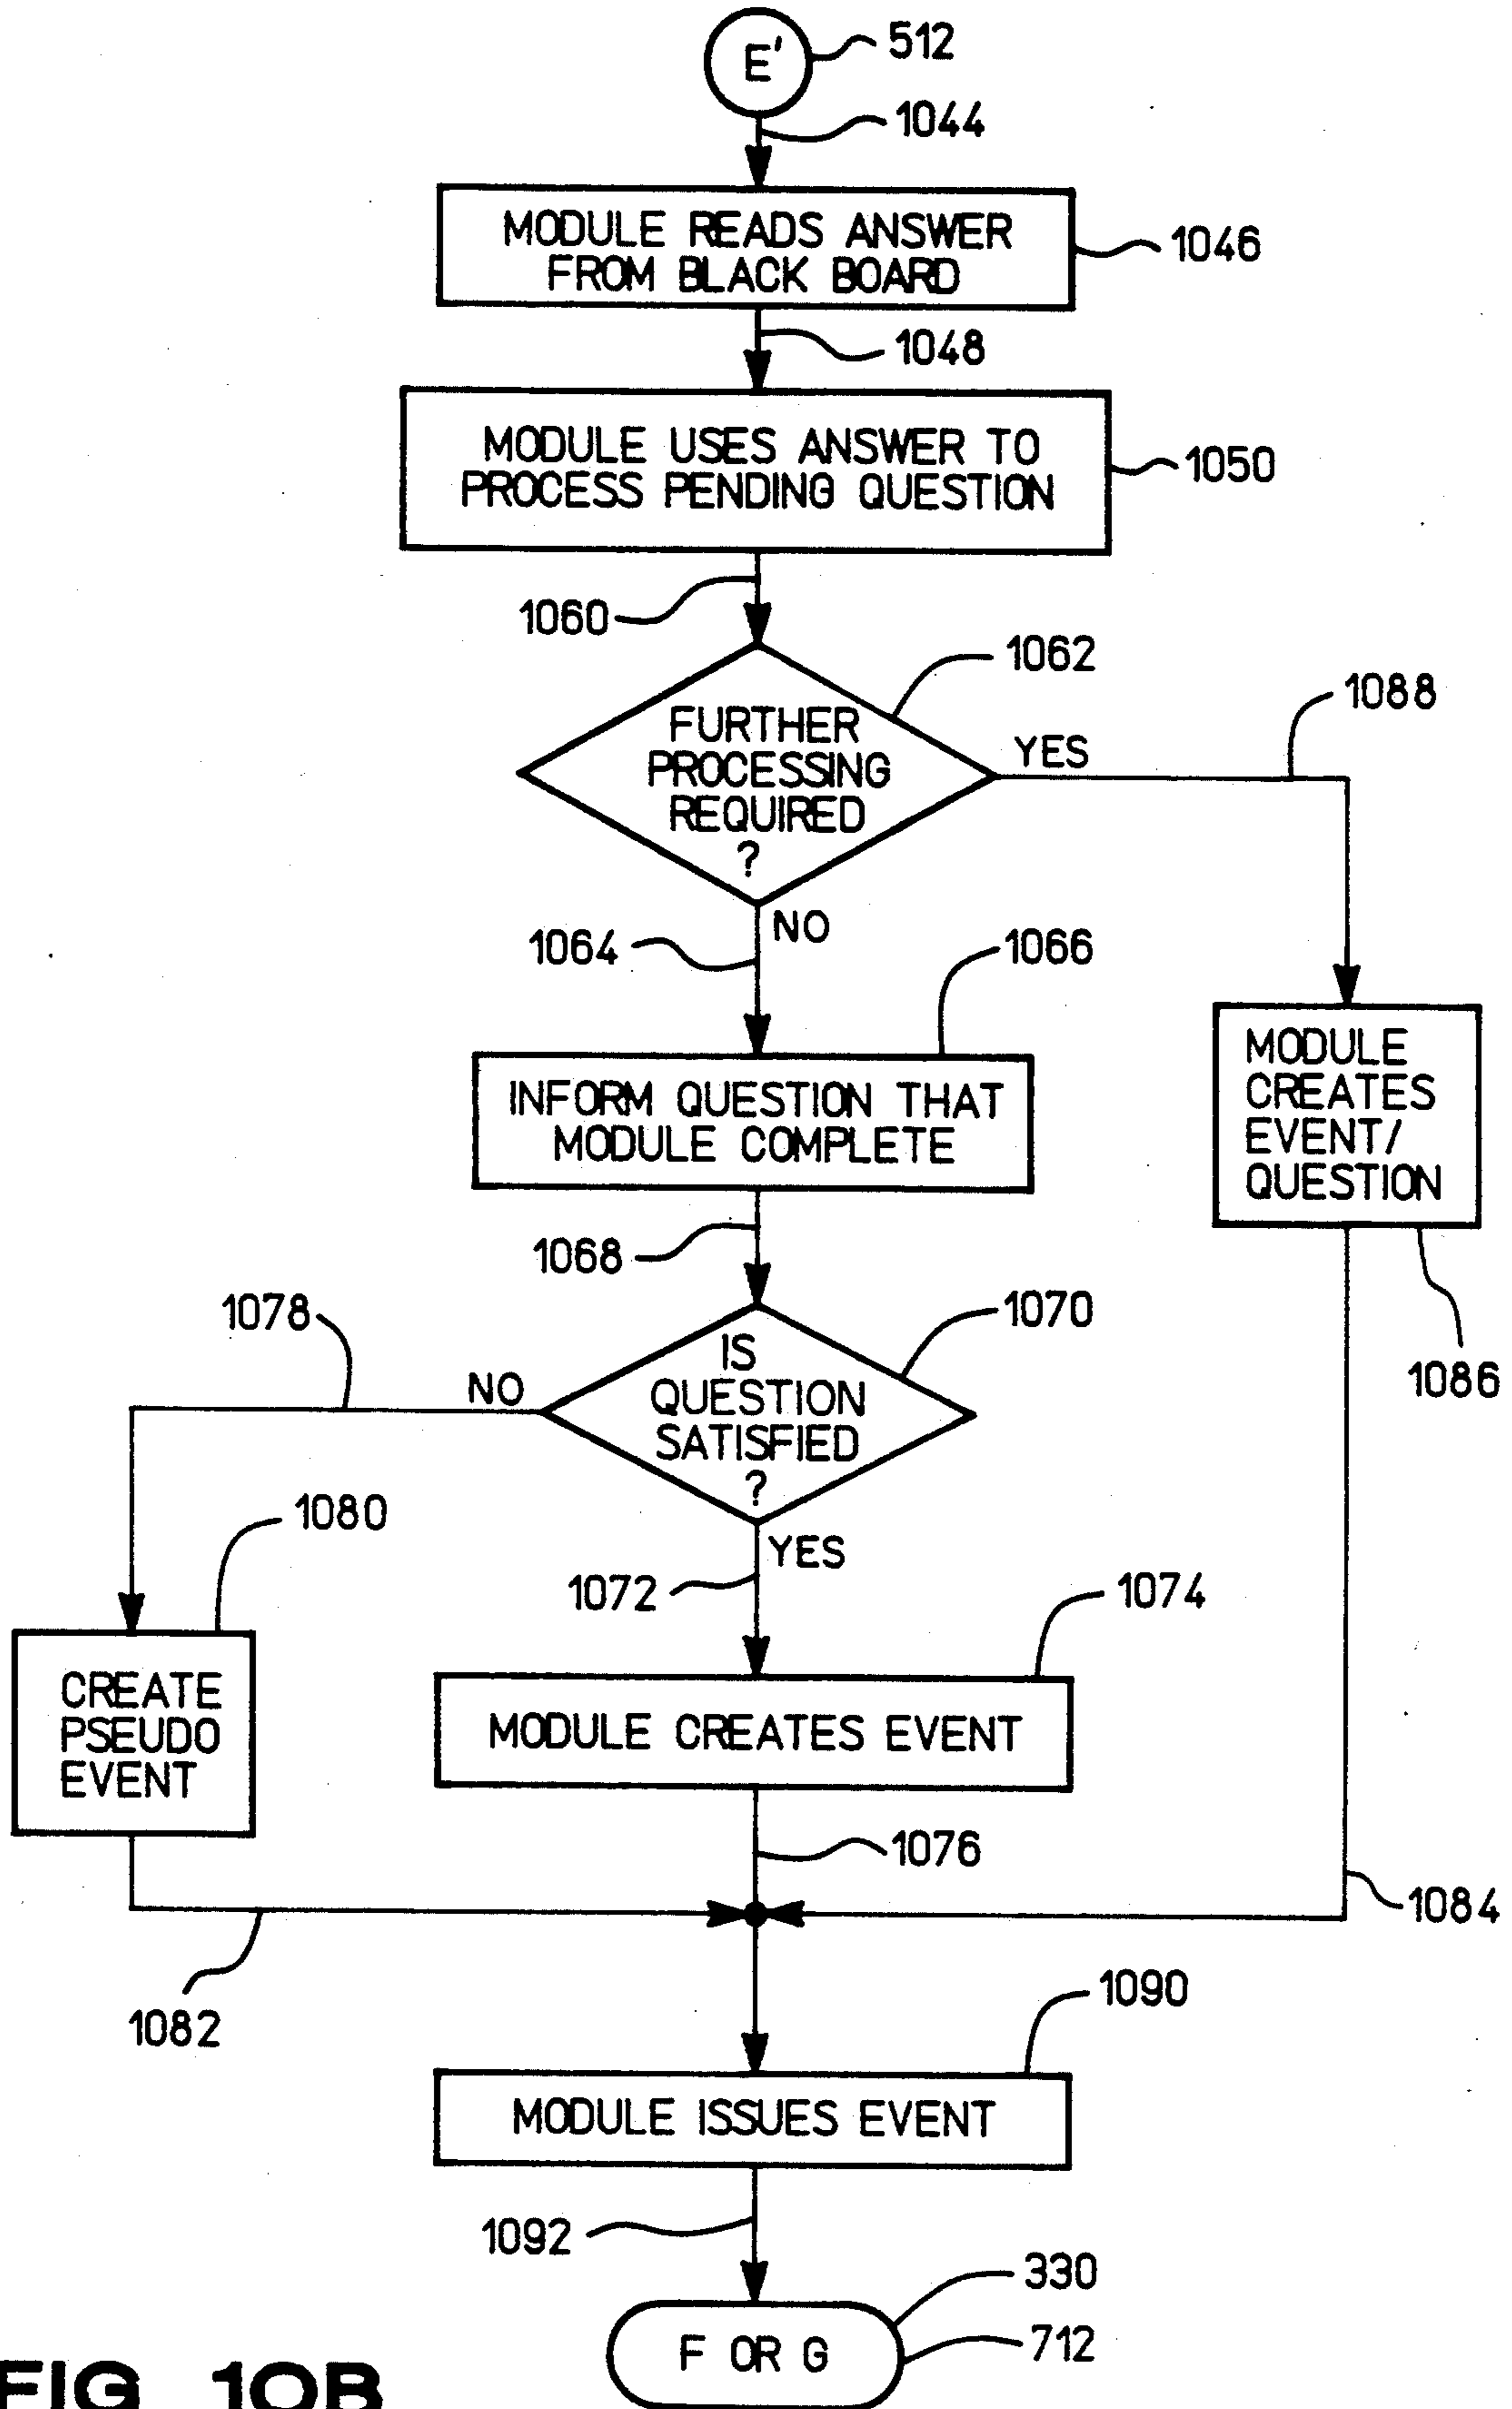 E'
512
1044
MODULE READS ANSWER
FROM BLACK BOARD
1046
1048
MODULE USES ANSWER TO
PROCESS PENDING QUESTION
1050
1060
1062
FURTHER
PROCESSING
REQUIRED
?
YES
1088
NO
1064
1066
INFORM QUESTION THAT
MODULE COMPLETE
MODULE
CREATES
EVENT/
QUESTION
1086
1068
1070
IS
QUESTION
SATISFIED
?
NO
1078
YES
1072
1080
CREATE
PSEUDO
EVENT
1074
MODULE CREATES EVENT
1076
1084
1082
1090
MODULE ISSUES EVENT
1092
330
F OR G
712
FIG 10B